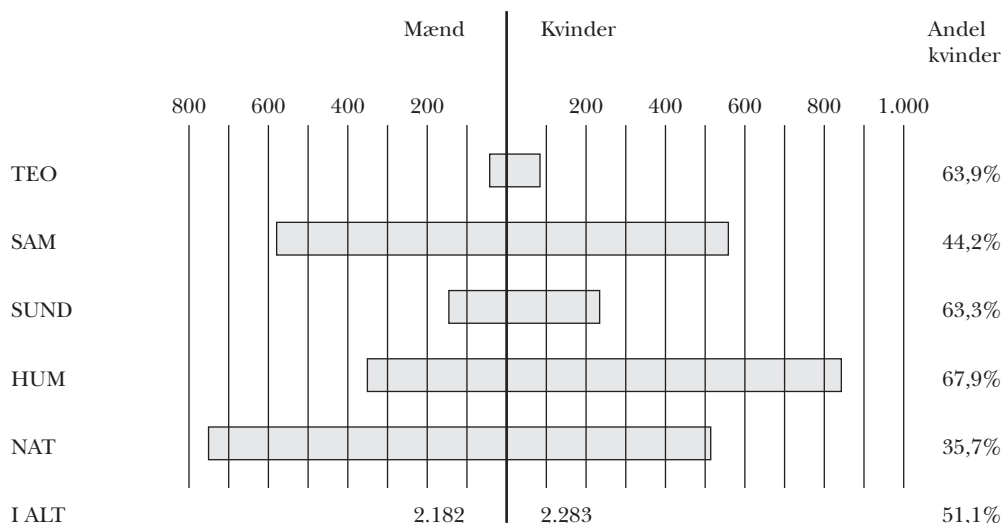 Mænd Kvinder Andel
kvinder
800 600 400 200 200 400 600 800 1.000
TEO 63,9%
SAM 44,2%
SUND 63,3%
HUM 67,9%
NAT 35,7%
I ALT 2.182 2.283 51,1%